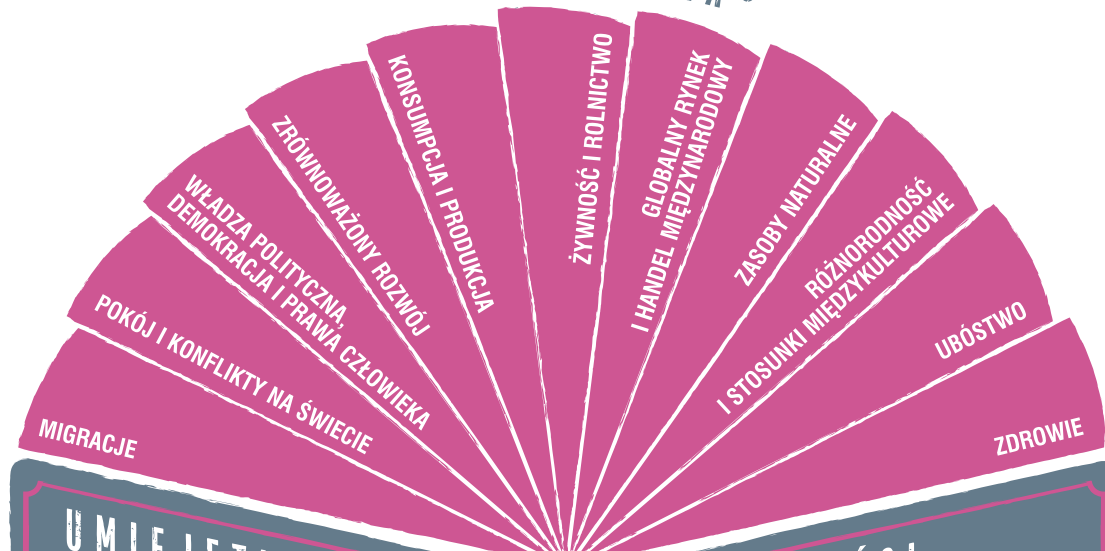 MIGRACJE
POKÓJ I KONFLIKTY NA ŚWIECIE
WŁADZA POLITYCZNA,
DEMOKRACJA I PRAWA CZŁOWIEKA
ZRÓWNOWAŻONY ROZWÓJ
KONSUMPCJA I PRODUKCJA
ŻYWNOŚĆ I ROLNICTWO
GLOBALNY RYNEK
I HANDEL MIĘDZYNARODOWY
ZASOBY NATURALNE
RÓŻNORODNOŚĆ
I STOSUNKI MIĘDZYKULTUROWE
UBÓSTWO
ZDROWIE